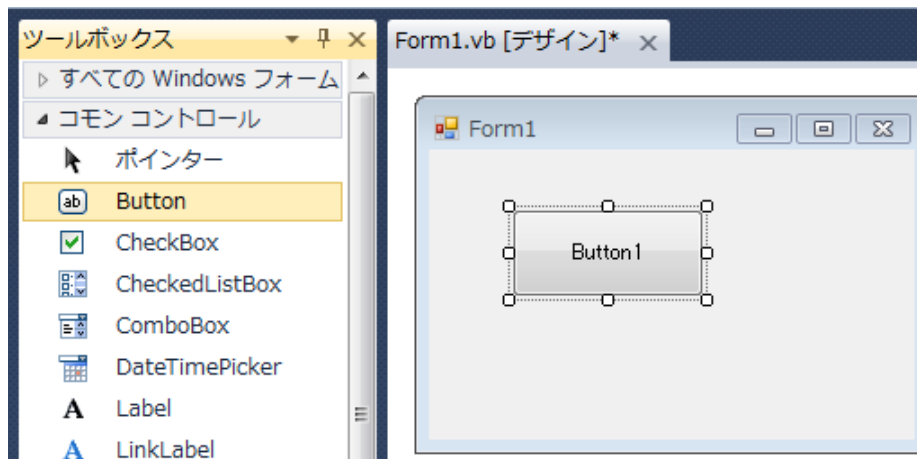 ツールボックス
すべての Windows フォーム
コモン コントロール
ポインター
ab Button
CheckBox
CheckedListBox
ComboBox
DateTimePicker
A Label
A LinkLabel
Form1.vb [デザイン]*
Form1
Button1